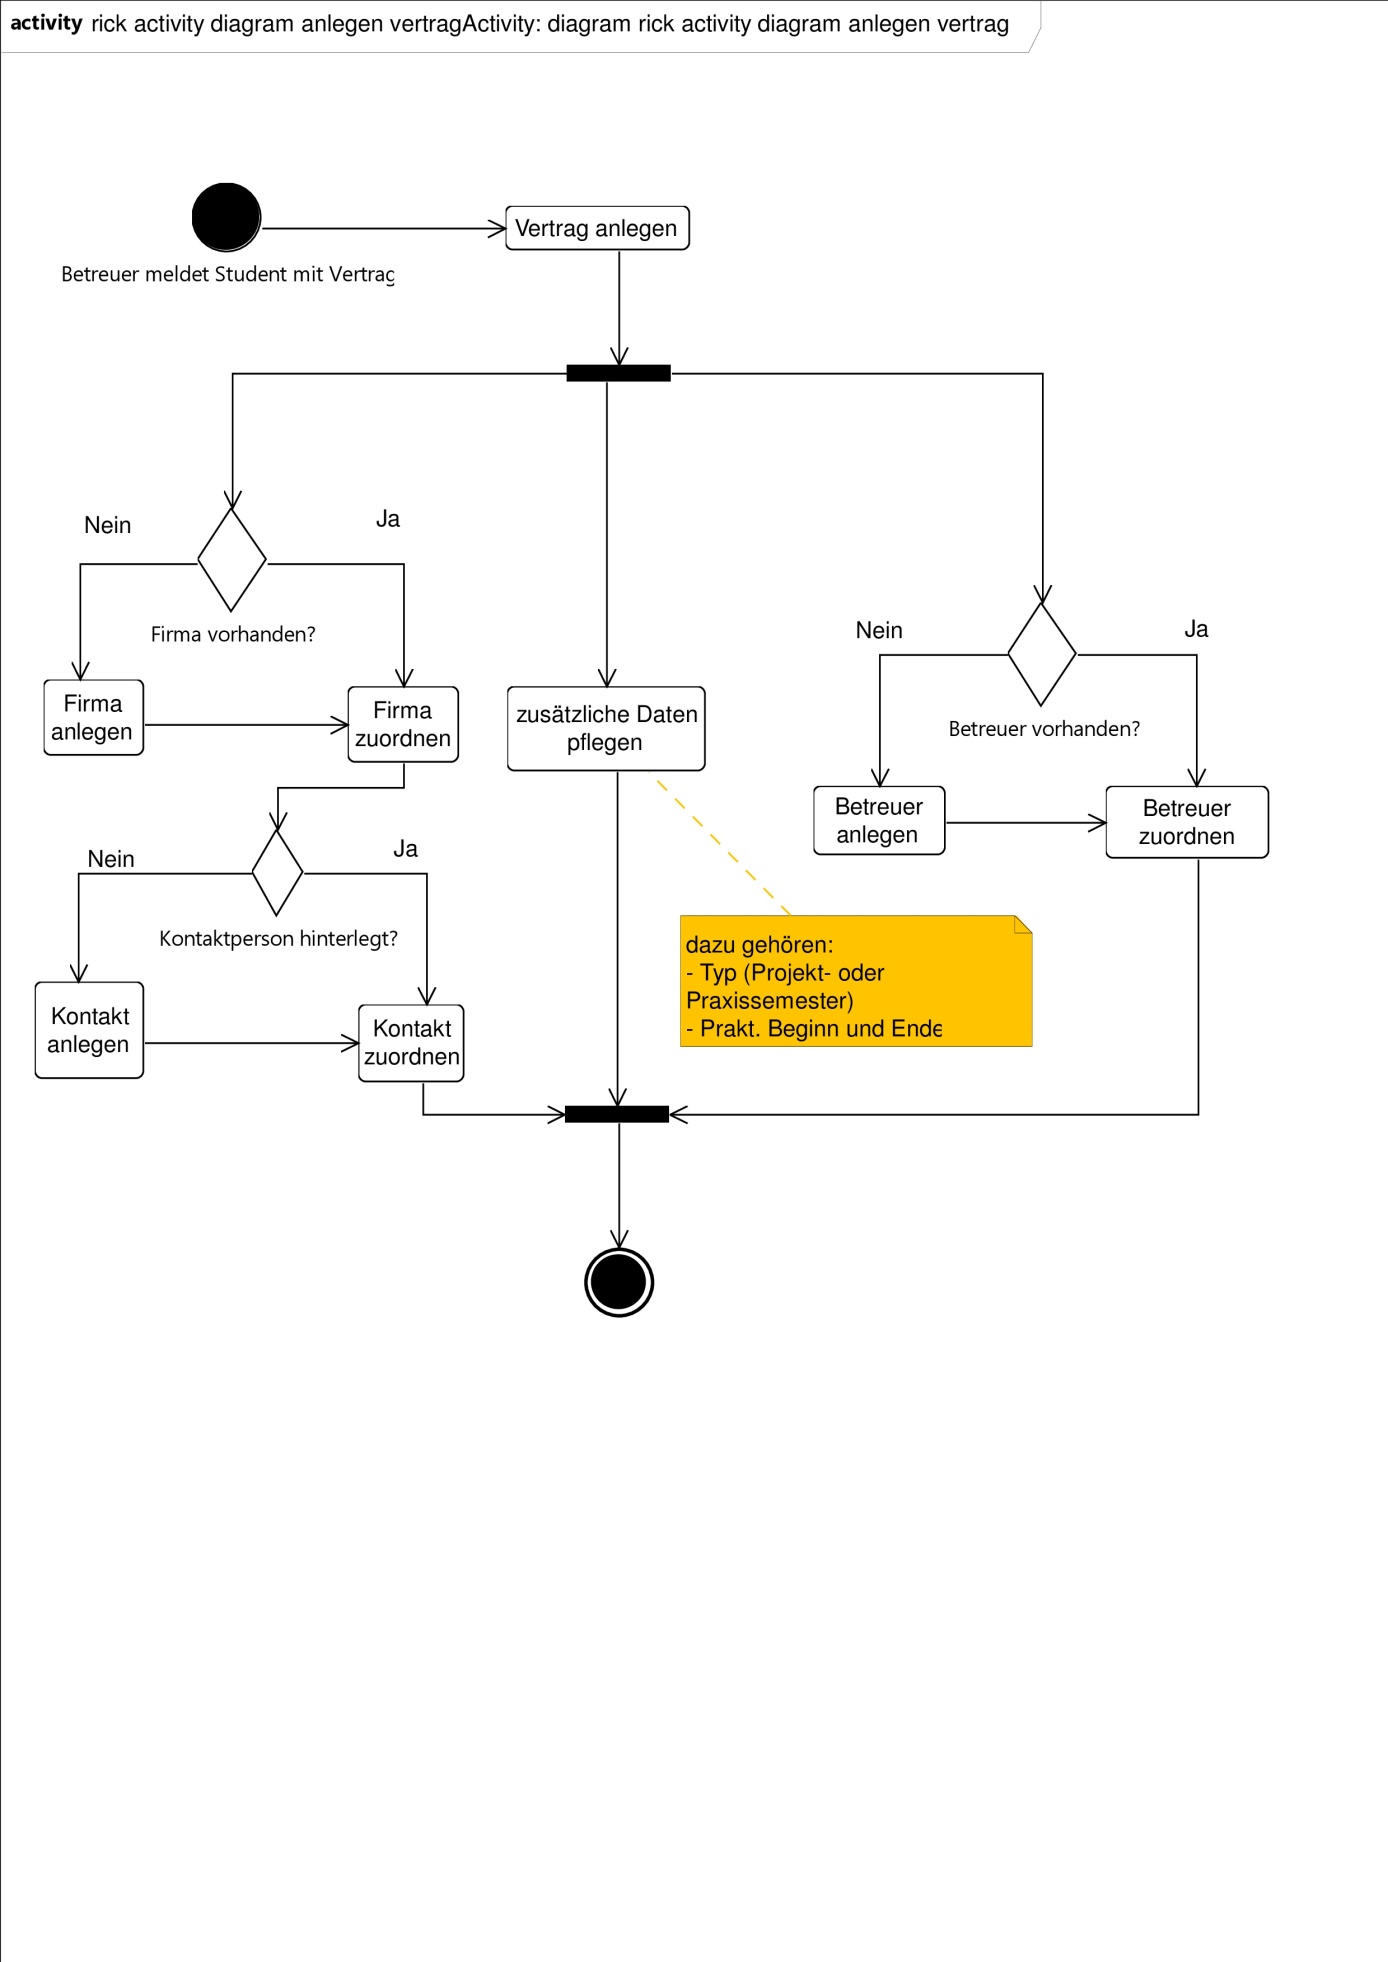 activity rick activity diagram anlegen vertragActivity: diagram rick activity diagram anlegen vertrag
Vertrag anlegen
Betreuer meldet Student mit Vertrag
Nein
Ja
Firma vorhanden?
Firma
anlegen
Firma
zuordnen
zusätzliche Daten
pflegen
Nein
Ja
Betreuer vorhanden?
Betreuer
anlegen
Betreuer
zuordnen
Nein
Ja
Kontaktperson hinterlegt?
Kontakt
anlegen
Kontakt
zuordnen
dazu gehören:
- Typ (Projekt- oder
Praxissemester)
- Prakt. Beginn und Ende